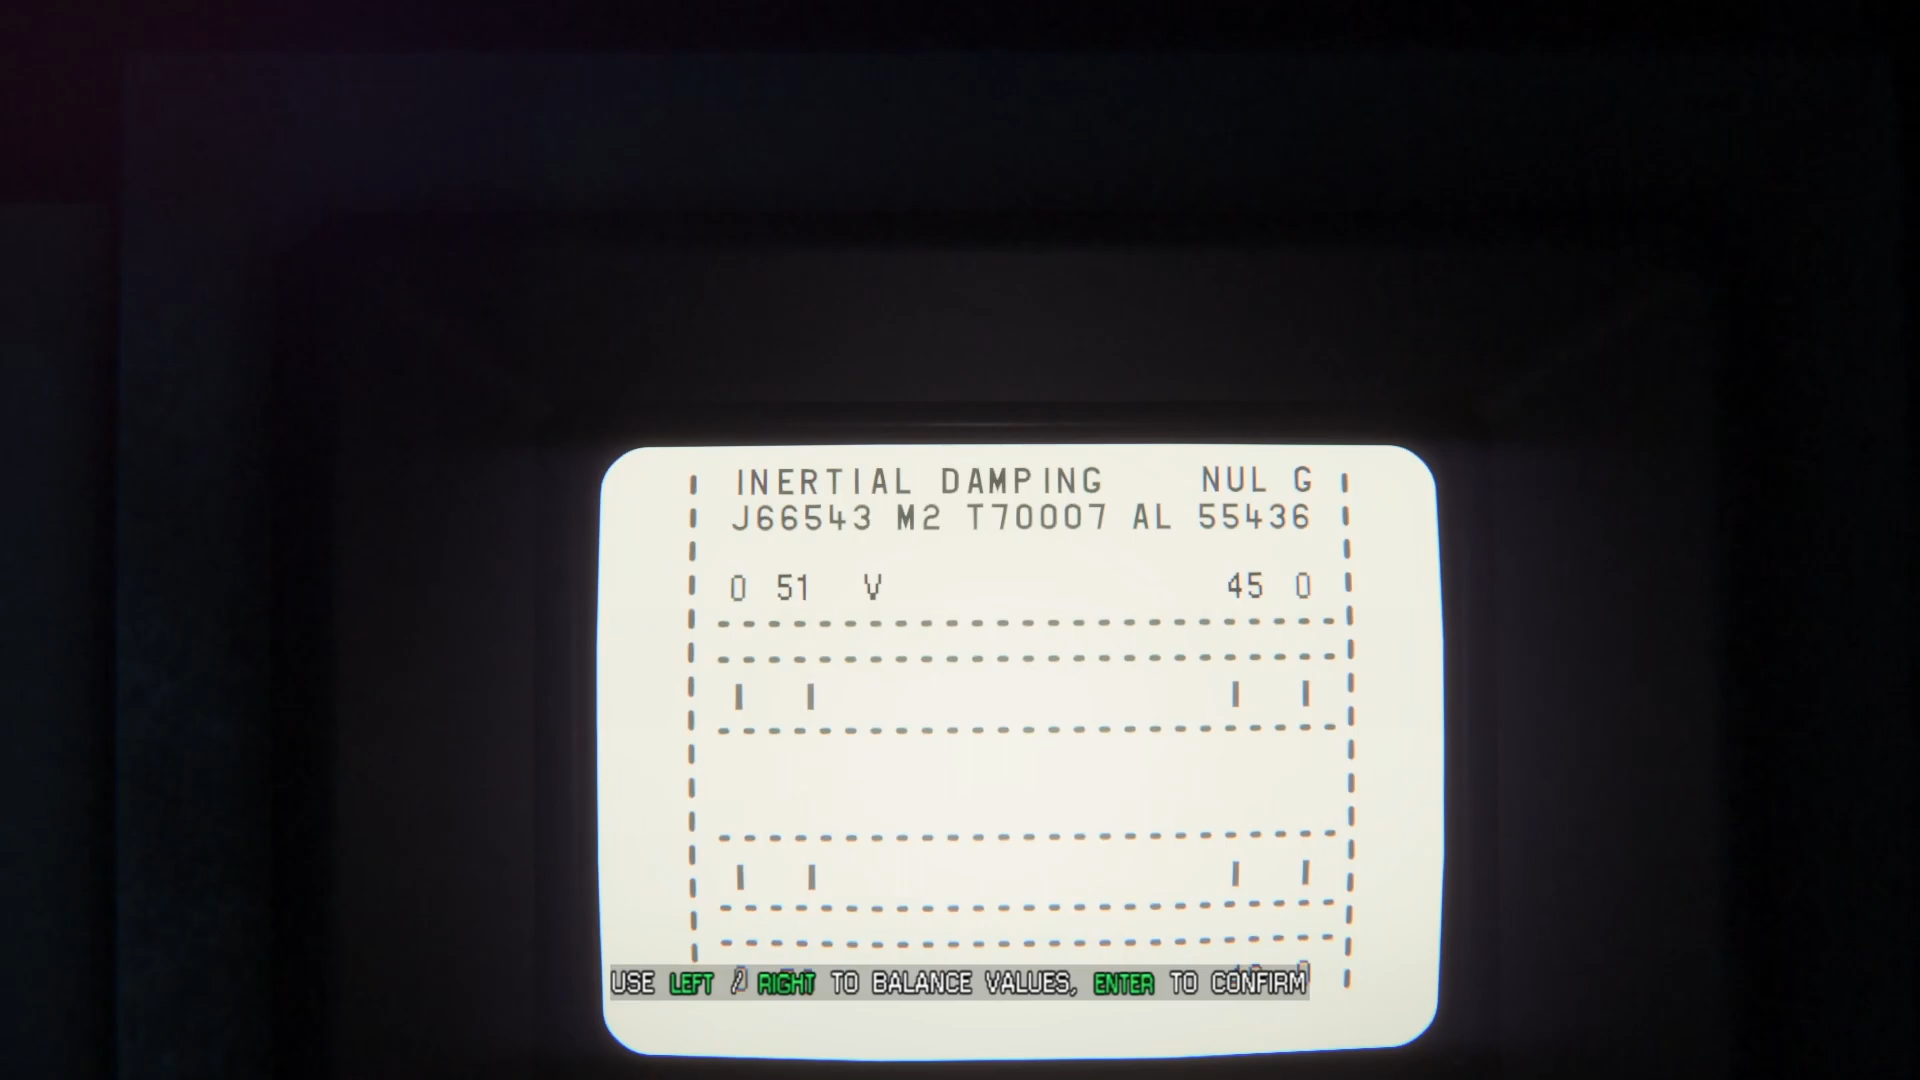 INERTIAL DAMPING NUL G
J66543 M2 T70007 AL 55436
0 51 V 45 0
USE LEFT / RIGHT TO BALANCE VALUES, ENTER TO CONFIRM